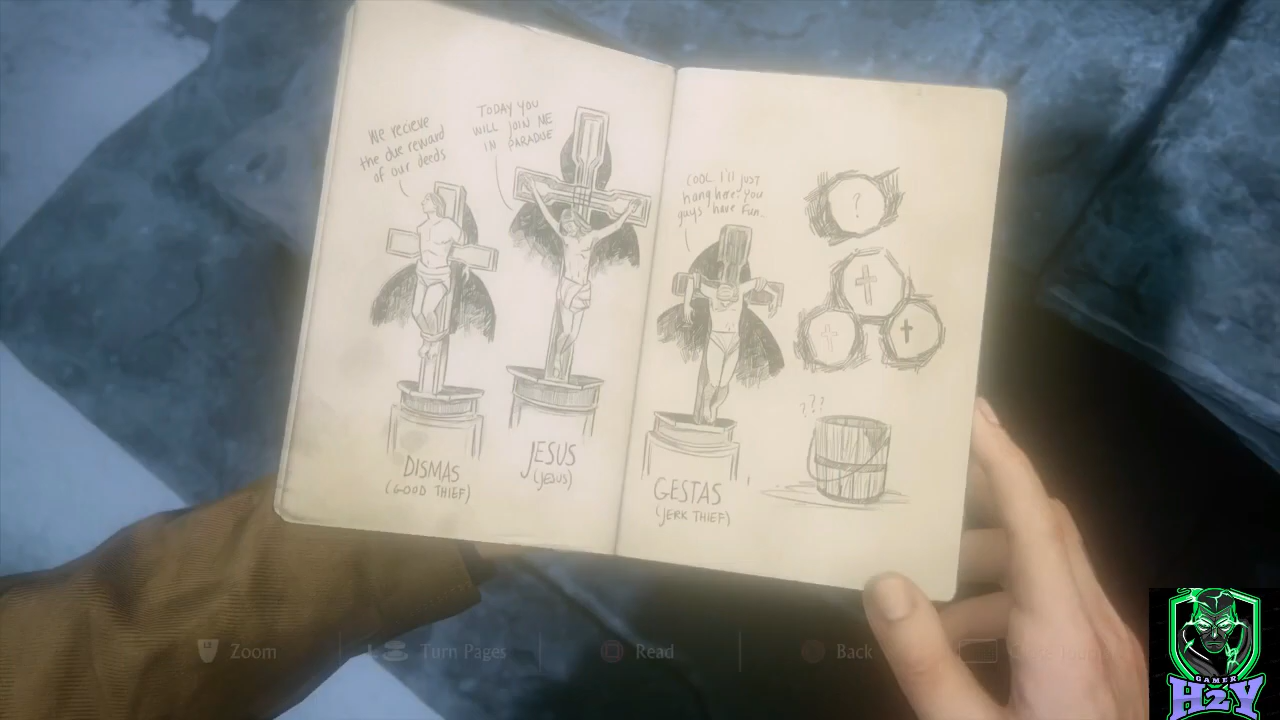 We recieve
the due reward
of our deeds
TODAY YOU
WILL JOIN ME
IN PARADISE
DISMAS
(GOOD THIEF)
JESUS
(JESUS)
COOL. I'll just
hang here. You
guys have fun..
GESTAS
(JERK THIEF)
?
???
Zoom
Turn Pages
Read
Back
GAMER
H2Y